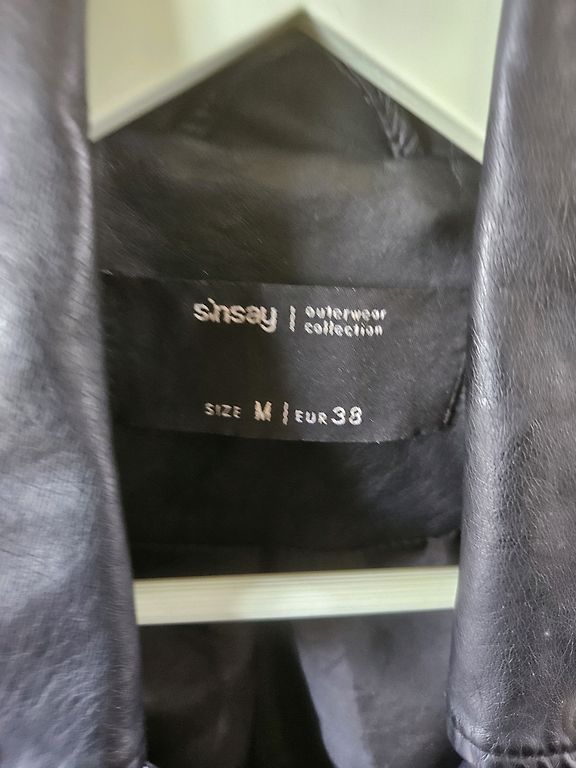 sinsay | outerwear
collection
SIZE M | EUR 38